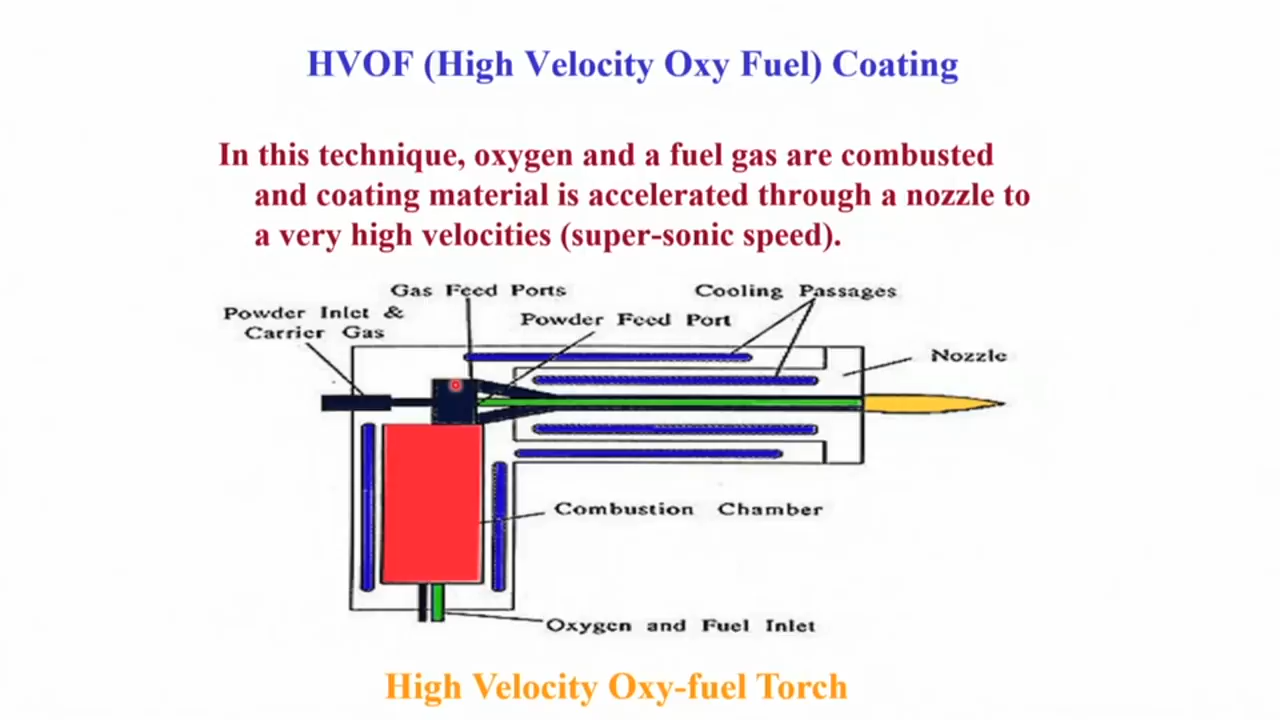 HVOF (High Velocity Oxy Fuel) Coating
In this technique, oxygen and a fuel gas are combusted
and coating material is accelerated through a nozzle to
a very high velocities (super-sonic speed).
Gas Feed Ports
Cooling Passages
Powder Inlet &
Carrier Gas
Powder Feed Port
Nozzle
Combustion Chamber
Oxygen and Fuel Inlet
High Velocity Oxy-fuel Torch